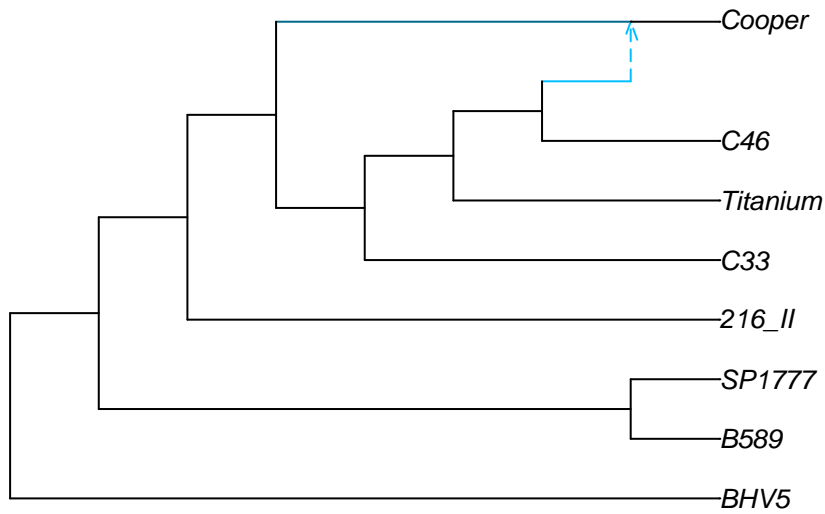 Cooper
C46
Titanium
C33
216_II
SP1777
B589
BHV5